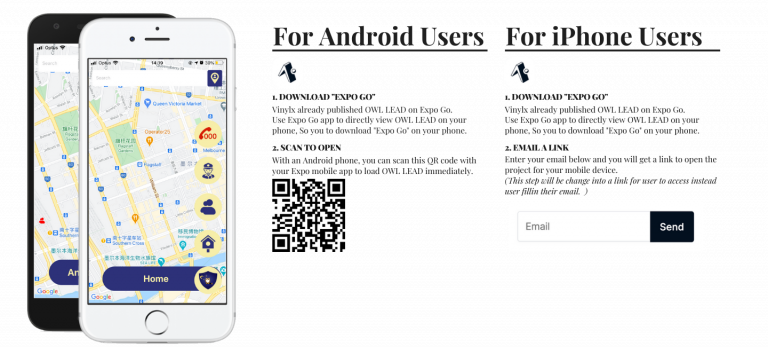 For Android Users
1. DOWNLOAD "EXPO GO"
Vinylx already published OWL LEAD on Expo Go.
Use Expo Go app to directly view OWL LEAD on your
phone, So you to download "Expo Go" on your phone.
2. SCAN TO OPEN
With an Android phone, you can scan this QR code with
your Expo mobile app to load OWL LEAD immediately.
For iPhone Users
1. DOWNLOAD "EXPO GO"
Vinylx already published OWL LEAD on Expo Go.
Use Expo Go app to directly view OWL LEAD on your
phone, So you to download "Expo Go" on your phone.
2. EMAIL A LINK
Enter your email below and you will get a link to open the
project for your mobile device.
(This step will be change into a link for user to access instead
user fillin their email. )
Email
Send
Optus
Search
An
Google
Optus
14:19
39%
Search
Queen Victoria Market
000
Melbourne
Flagstaff
Southern Cross
Home
Google